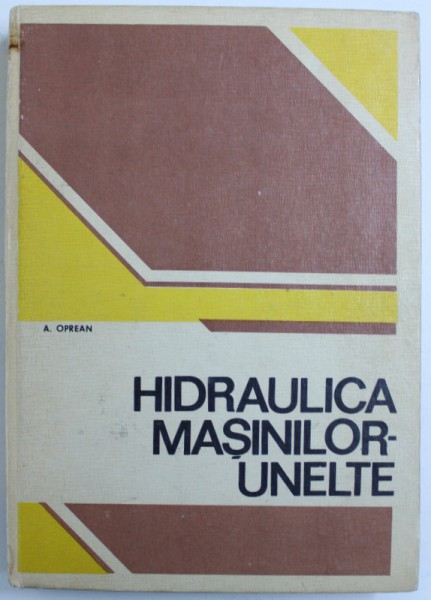 A. OPREAN
HIDRAULICA
MAȘINILOR-
UNELTE